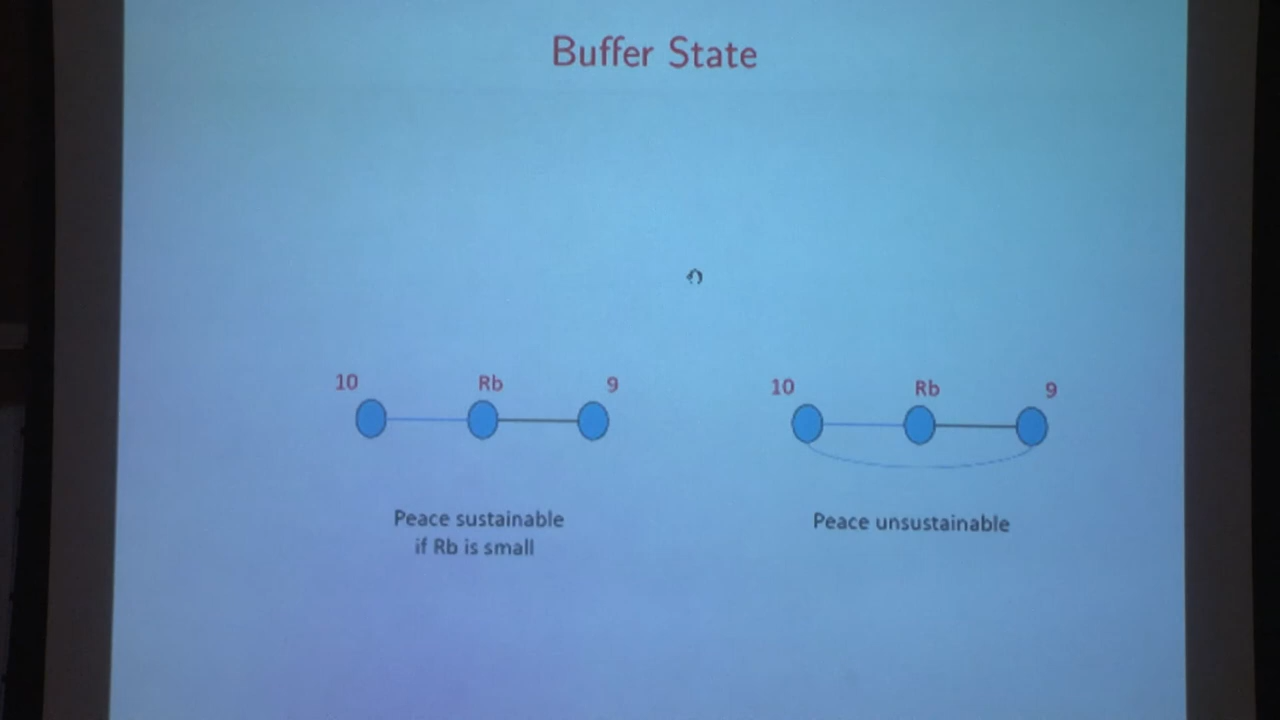 Buffer State
10 Rb 9
10 Rb 9
Peace sustainable
if Rb is small
Peace unsustainable